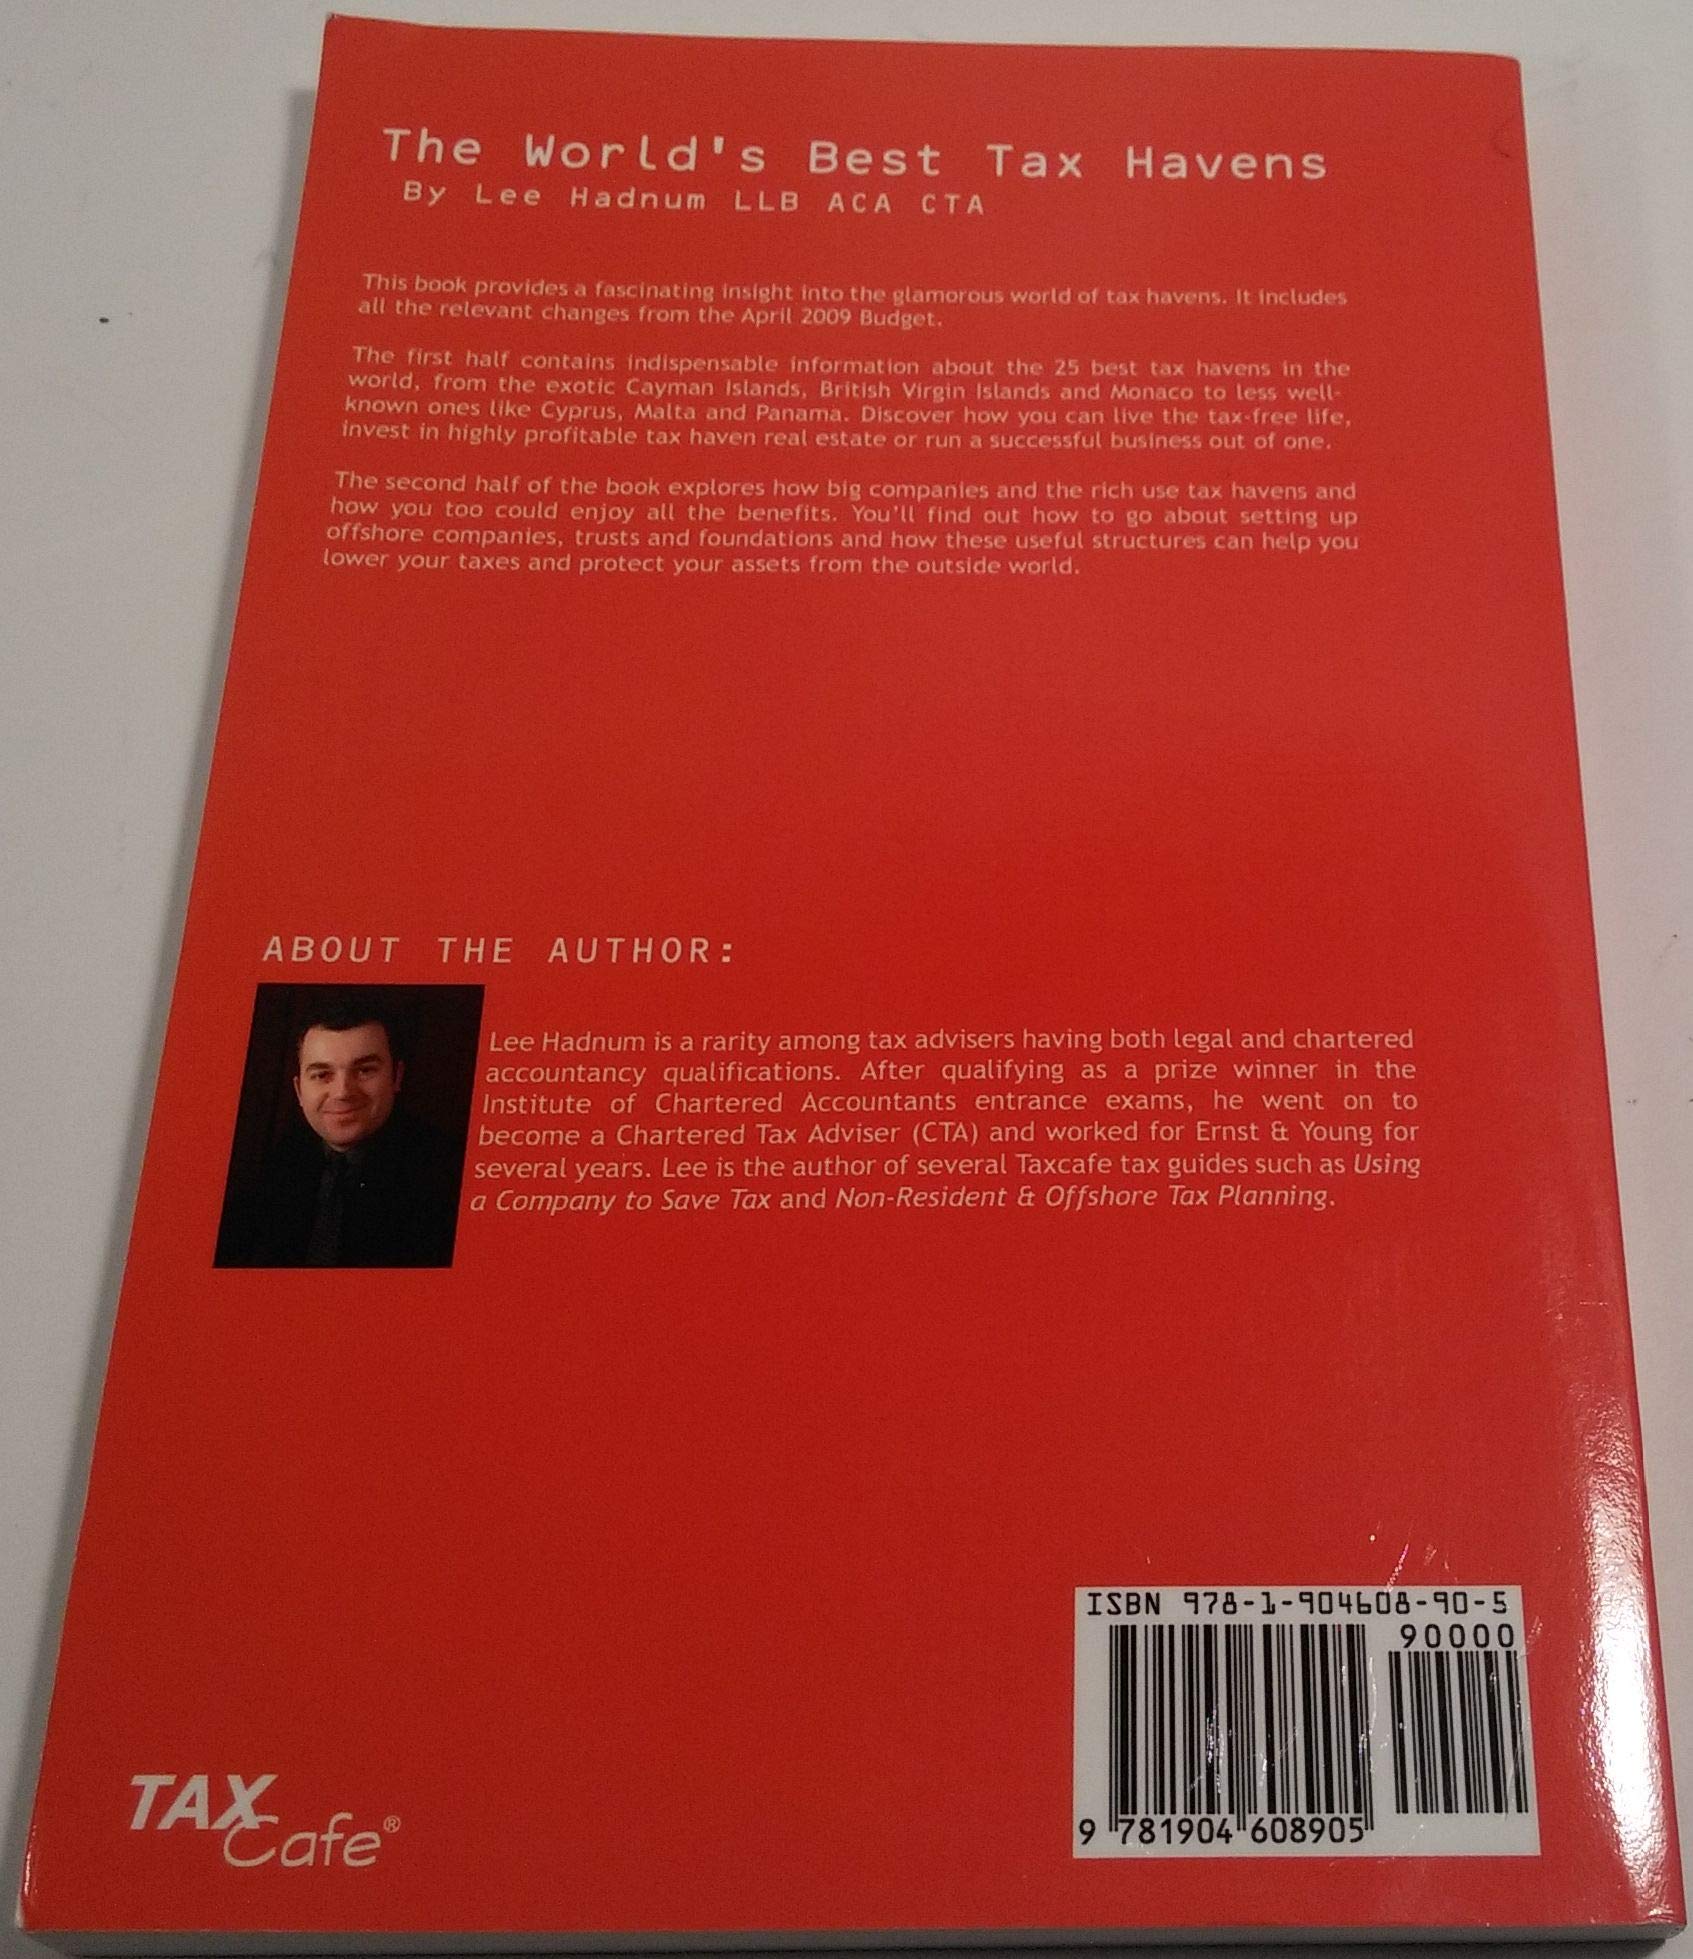 The World's Best Tax Havens
By Lee Hadnum LLB ACA CTA
This book provides a fascinating insight into the glamorous world of tax havens. It includes
all the relevant changes from the April 2009 Budget.
The first half contains indispensable information about the 25 best tax havens in the
world, from the exotic Cayman Islands, British Virgin Islands and Monaco to less well-
known ones like Cyprus, Malta and Panama. Discover how you can live the tax-free life,
invest in highly profitable tax haven real estate or run a successful business out of one.
The second half of the book explores how big companies and the rich use tax havens and
how you too could enjoy all the benefits. You'll find out how to go about setting up
offshore companies, trusts and foundations and how these useful structures can help you
lower your taxes and protect your assets from the outside world.
ABOUT THE AUTHOR:
Lee Hadnum is a rarity among tax advisers having both legal and chartered
accountancy qualifications. After qualifying as a prize winner in the
Institute of Chartered Accountants entrance exams, he went on to
become a Chartered Tax Adviser (CTA) and worked for Ernst & Young for
several years. Lee is the author of several Taxcafe tax guides such as Using
a Company to Save Tax and Non-Resident & Offshore Tax Planning.
ISBN 978-1-904608-90-5
90000
9 781904 608905
TAX
Cafe®